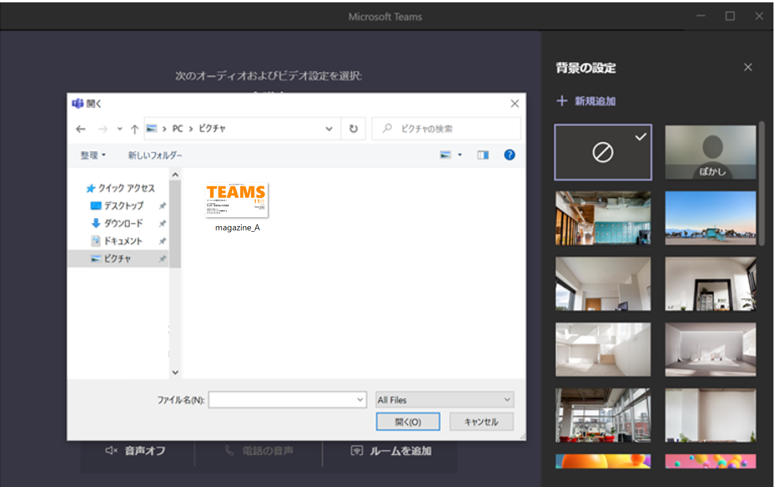 Microsoft Teams
次のオーディオおよびビデオ設定を選択:
背景の設定
+ 新規追加
ぼかし
開く
PC > ピクチャ
ピクチャの検索
整理
新しいフォルダー
クイック アクセス
デスクトップ
ダウンロード
ドキュメント
ピクチャ
TEAMS
magazine_A
ファイル名(N):
All Files
開く(O)
キャンセル
音声オフ
電話の音声
ルームを追加